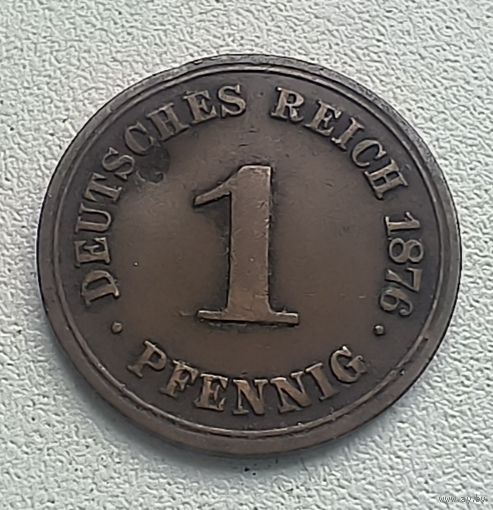 DEUTSCHES REICH 1876
1
PFENNIG